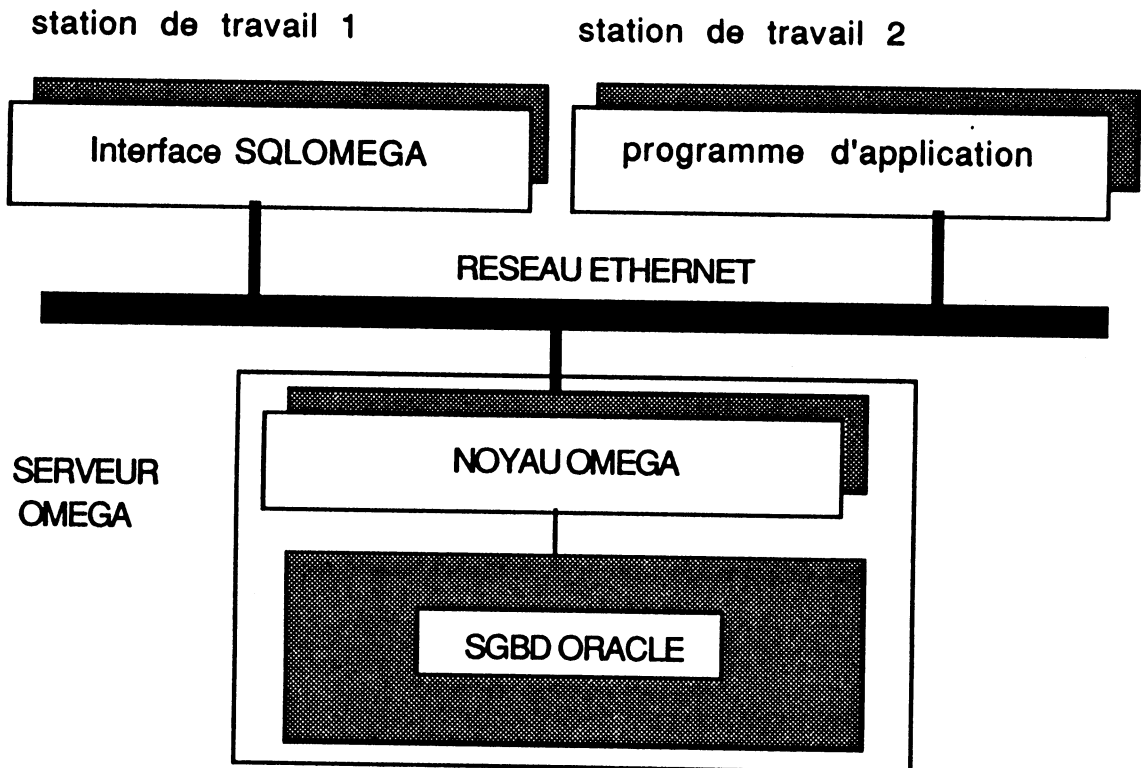 station de travail 1
station de travail 2
Interface SQLOMEGA
programme d'application
RESEAU ETHERNET
NOYAU OMEGA
SERVEUR
OMEGA
SGBD ORACLE